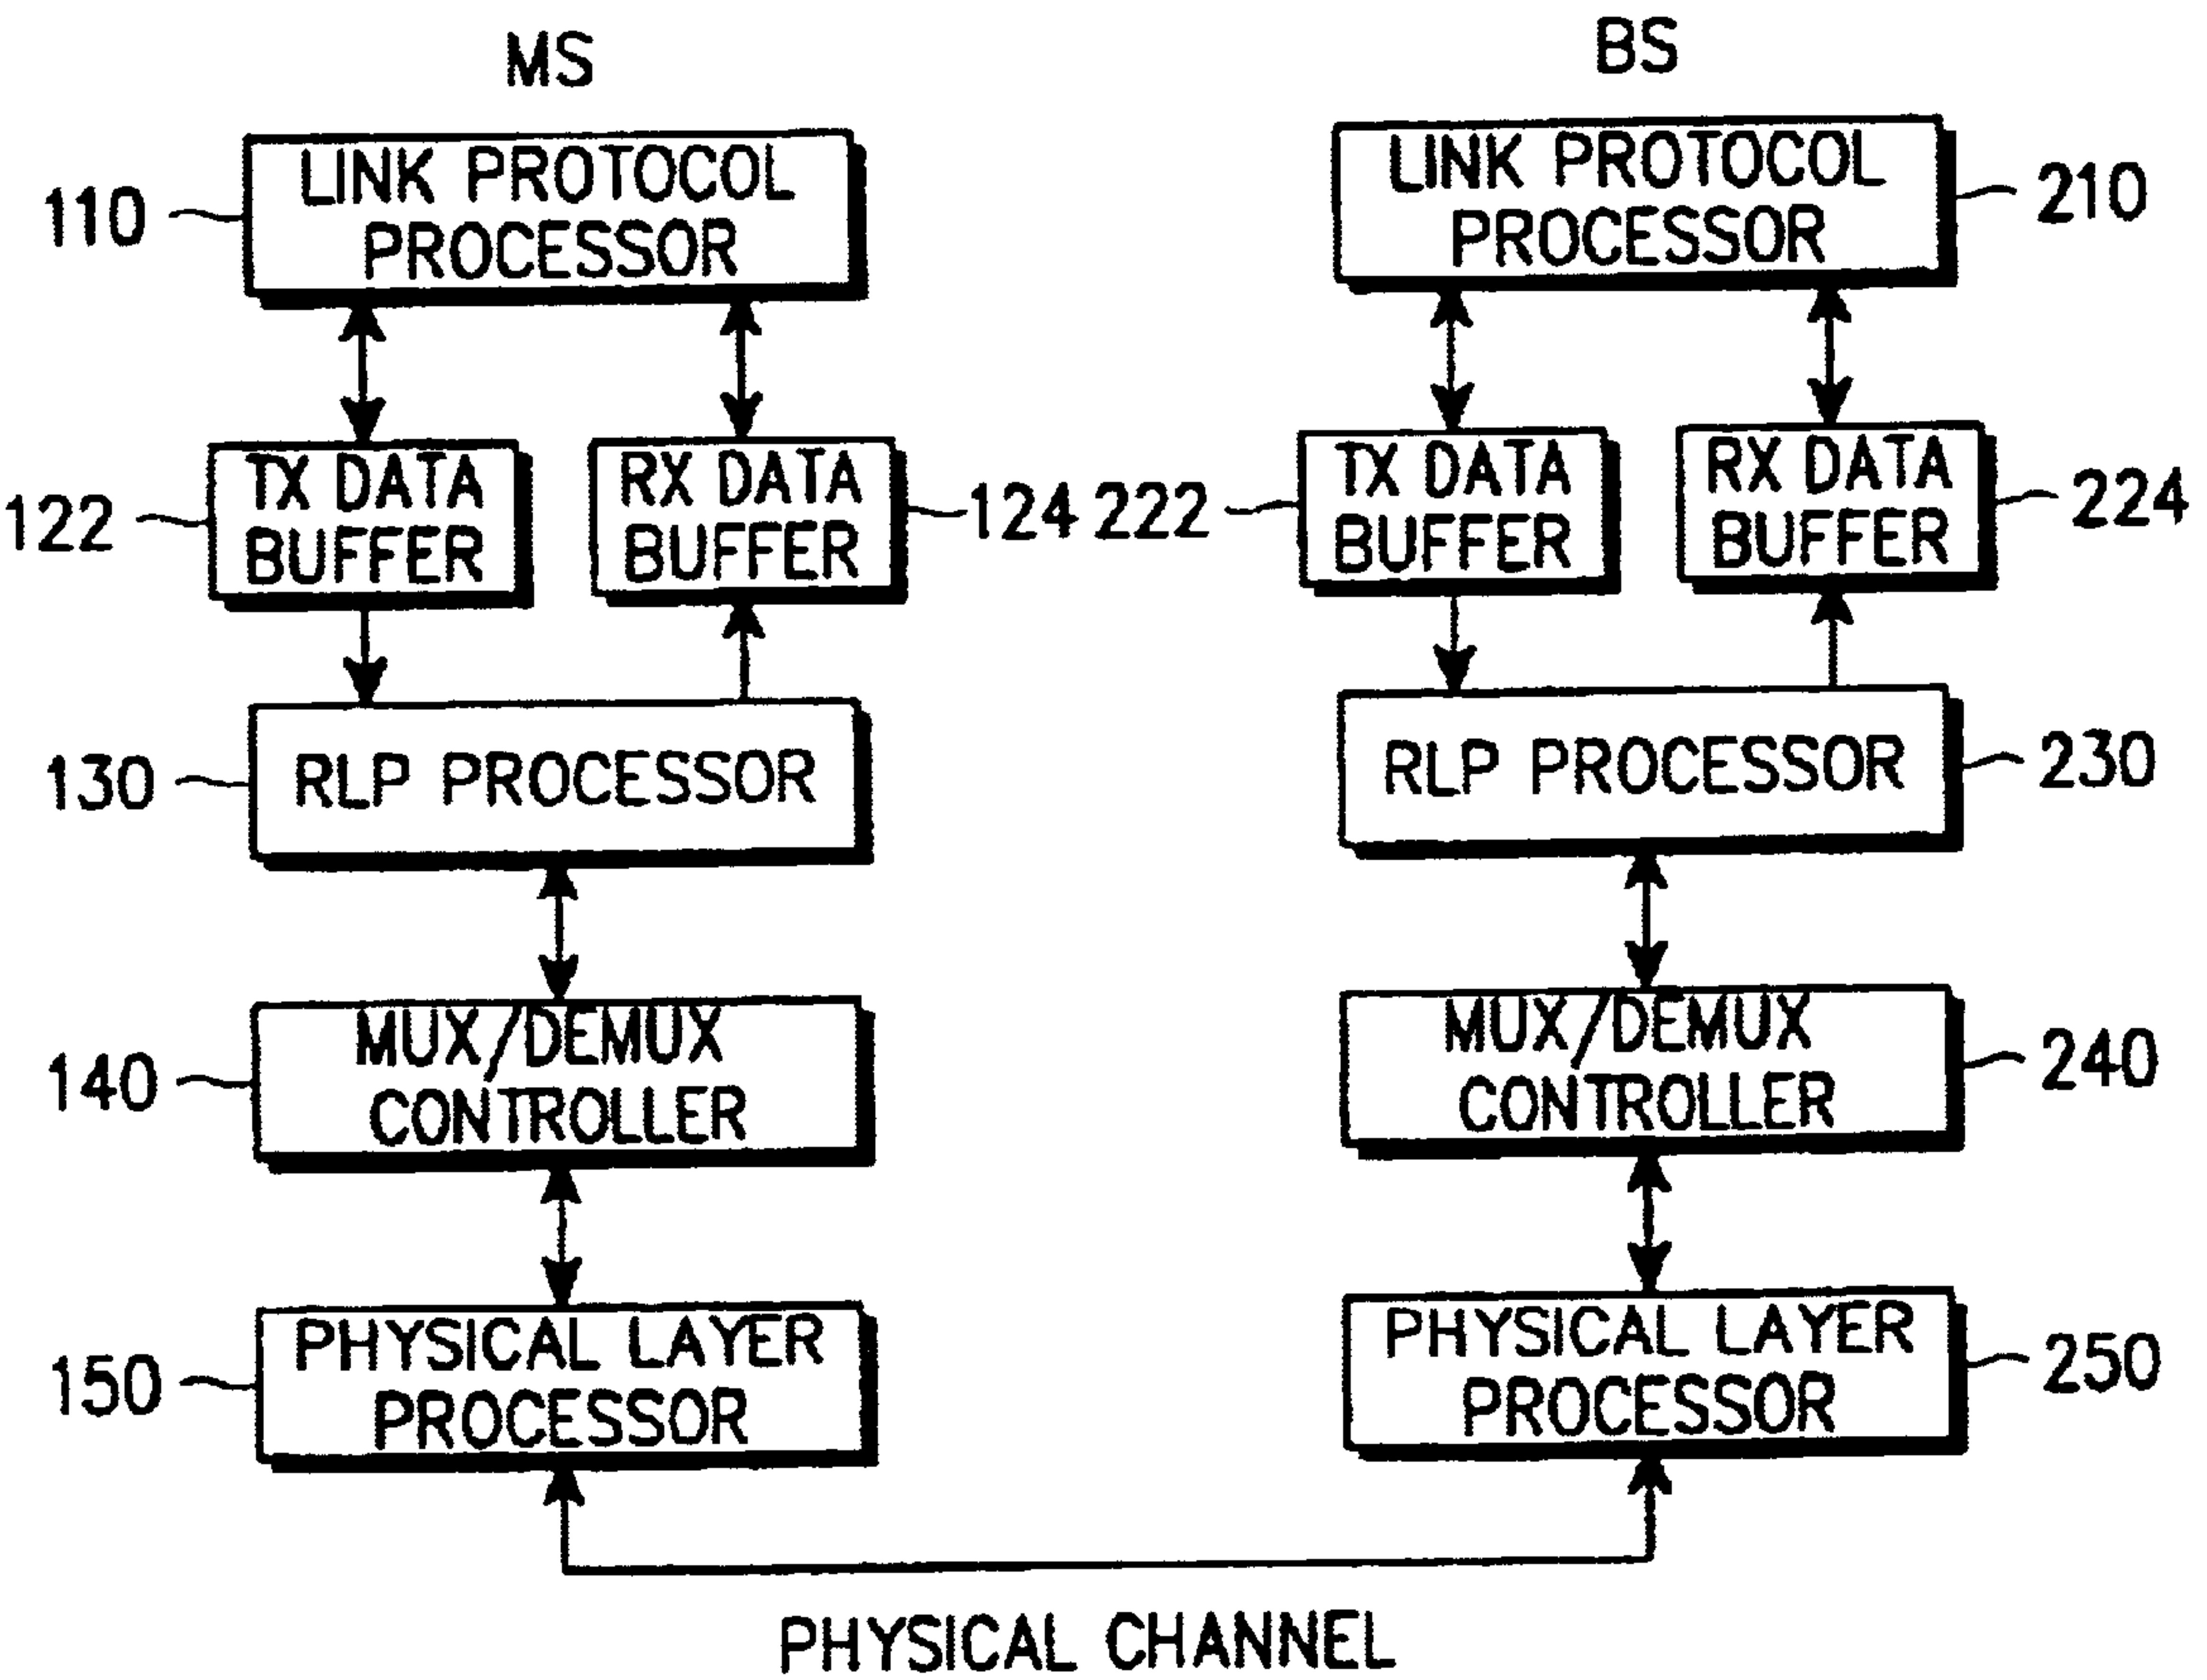 MS
BS
LINK PROTOCOL
PROCESSOR
110
LINK PROTOCOL
PROCESSOR
210
TX DATA
BUFFER
122
RX DATA
BUFFER
124
222
TX DATA
BUFFER
RX DATA
BUFFER
224
130
RLP PROCESSOR
RLP PROCESSOR
230
140
MUX/DEMUX
CONTROLLER
MUX/DEMUX
CONTROLLER
240
150
PHYSICAL LAYER
PROCESSOR
PHYSICAL LAYER
PROCESSOR
250
PHYSICAL CHANNEL